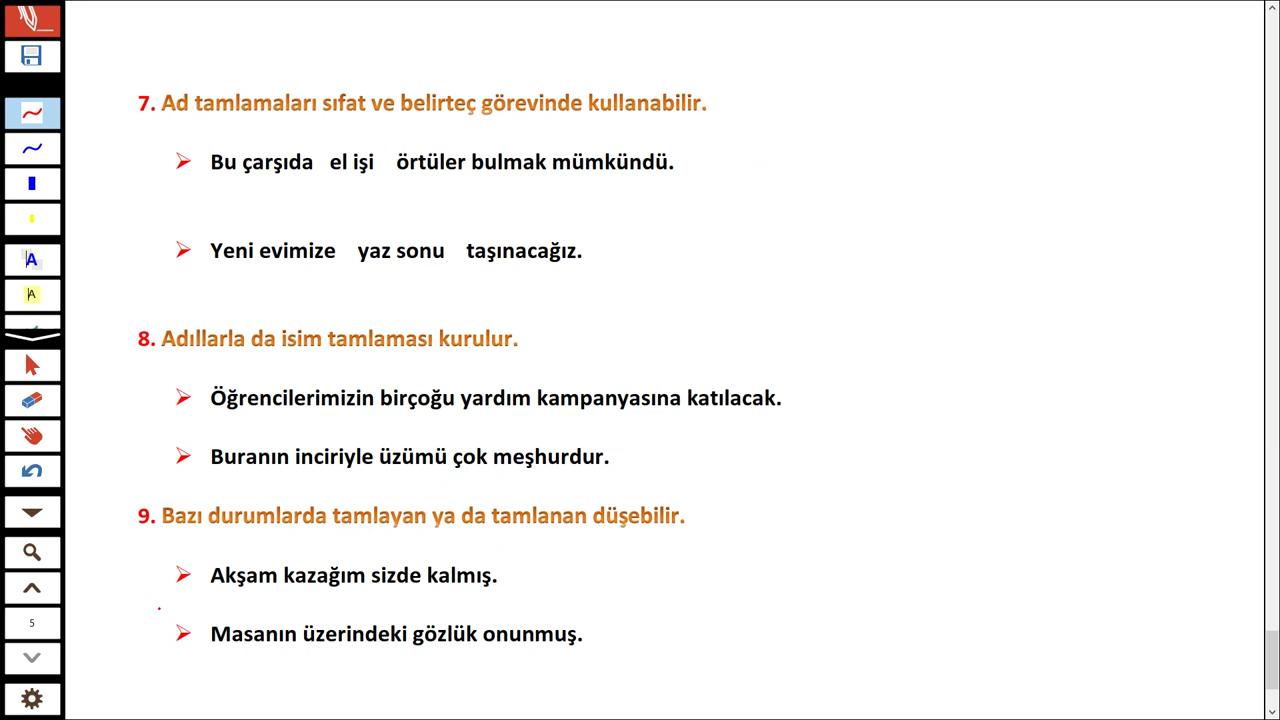 7. Ad tamlamaları sıfat ve belirteç görevinde kullanabilir.
Bu çarşıda el işi örtüler bulmak mümkündü.
Yeni evimize yaz sonu taşınacağız.
A
A
8. Adıllarla da isim tamlaması kurulur.
Öğrencilerimizin birçoğu yardım kampanyasına katılacak.
Buranın inciriyle üzümü çok meşhurdur.
9. Bazı durumlarda tamlayan ya da tamlanan düşebilir.
Akşam kazağım sizde kalmış.
5
Masanın üzerindeki gözlük onunmuş.